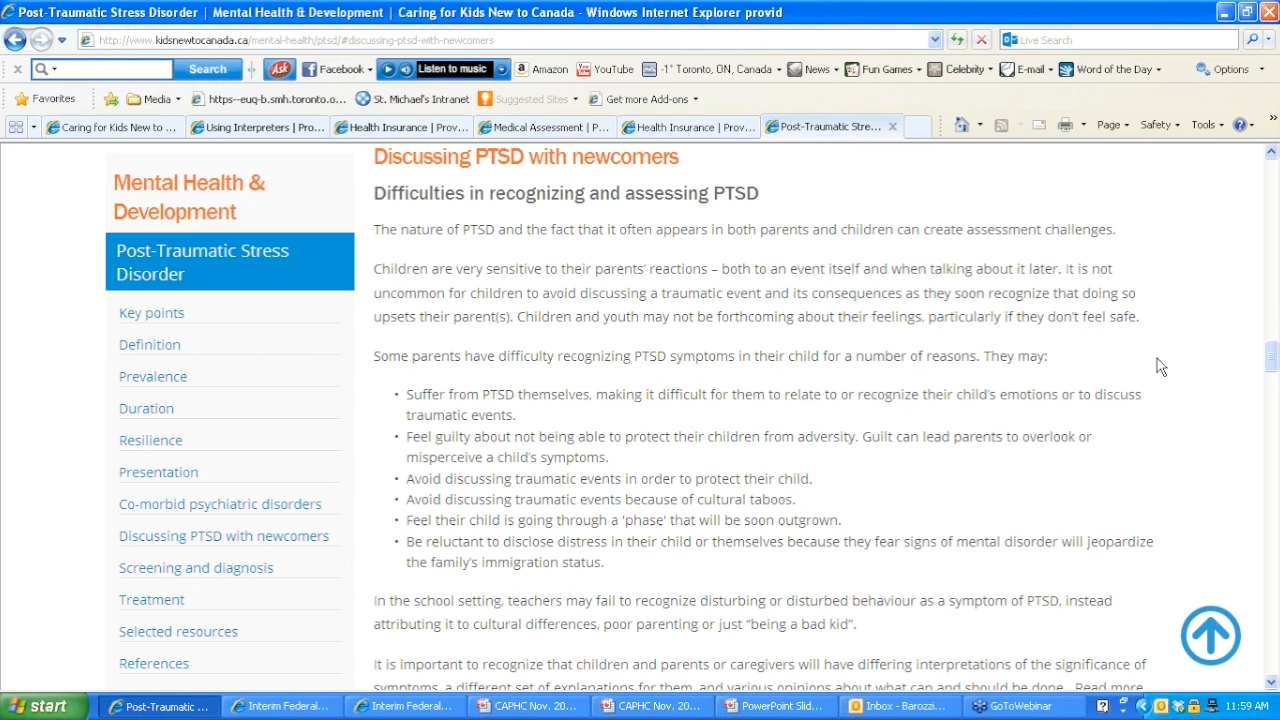 Post-Traumatic Stress Disorder | Mental Health & Development | Caring for Kids New to Canada - Windows Internet Explorer provid
http://www.kidsnewtocanada.ca/mental-health/ptsd/#discussing-ptsd-with-newcomers
Live Search
Search
Ask
Facebook
Listen to music
Amazon
YouTube
-1° Toronto, ON, Canada
News
Fun Games
Celebrity
E-mail
Word of the Day
Options
Favorites
Media
https--euq-b.smh.toronto.o...
St. Michael's Intranet
Suggested Sites
Get more Add-ons
Caring for Kids New to ...
Using Interpreters | Pro...
Health Insurance | Prov...
Medical Assessment | P...
Health Insurance | Prov...
Post-Traumatic Stre...
Page
Safety
Tools
Mental Health &
Development
Post-Traumatic Stress
Disorder
Key points
Definition
Prevalence
Duration
Resilience
Presentation
Co-morbid psychiatric disorders
Discussing PTSD with newcomers
Screening and diagnosis
Treatment
Selected resources
References
Discussing PTSD with newcomers
Difficulties in recognizing and assessing PTSD
The nature of PTSD and the fact that it often appears in both parents and children can create assessment challenges.
Children are very sensitive to their parents' reactions – both to an event itself and when talking about it later. It is not
uncommon for children to avoid discussing a traumatic event and its consequences as they soon recognize that doing so
upsets their parent(s). Children and youth may not be forthcoming about their feelings, particularly if they don't feel safe.
Some parents have difficulty recognizing PTSD symptoms in their child for a number of reasons. They may:
• Suffer from PTSD themselves, making it difficult for them to relate to or recognize their child's emotions or to discuss
traumatic events.
• Feel guilty about not being able to protect their children from adversity. Guilt can lead parents to overlook or
misperceive a child's symptoms.
• Avoid discussing traumatic events in order to protect their child.
• Avoid discussing traumatic events because of cultural taboos.
• Feel their child is going through a 'phase' that will be soon outgrown.
• Be reluctant to disclose distress in their child or themselves because they fear signs of mental disorder will jeopardize
the family's immigration status.
In the school setting, teachers may fail to recognize disturbing or disturbed behaviour as a symptom of PTSD, instead
attributing it to cultural differences, poor parenting or just “being a bad kid”.
It is important to recognize that children and parents or caregivers will have differing interpretations of the significance of
symptoms, a different set of explanations for them, and various opinions about what can and should be done. Read more
start
Post-Traumatic ...
Interim Federal...
Interim Federal...
CAPHC Nov. 20...
CAPHC Nov. 20...
PowerPoint Slid...
Inbox - Barozzi...
GoToWebinar
11:59 AM